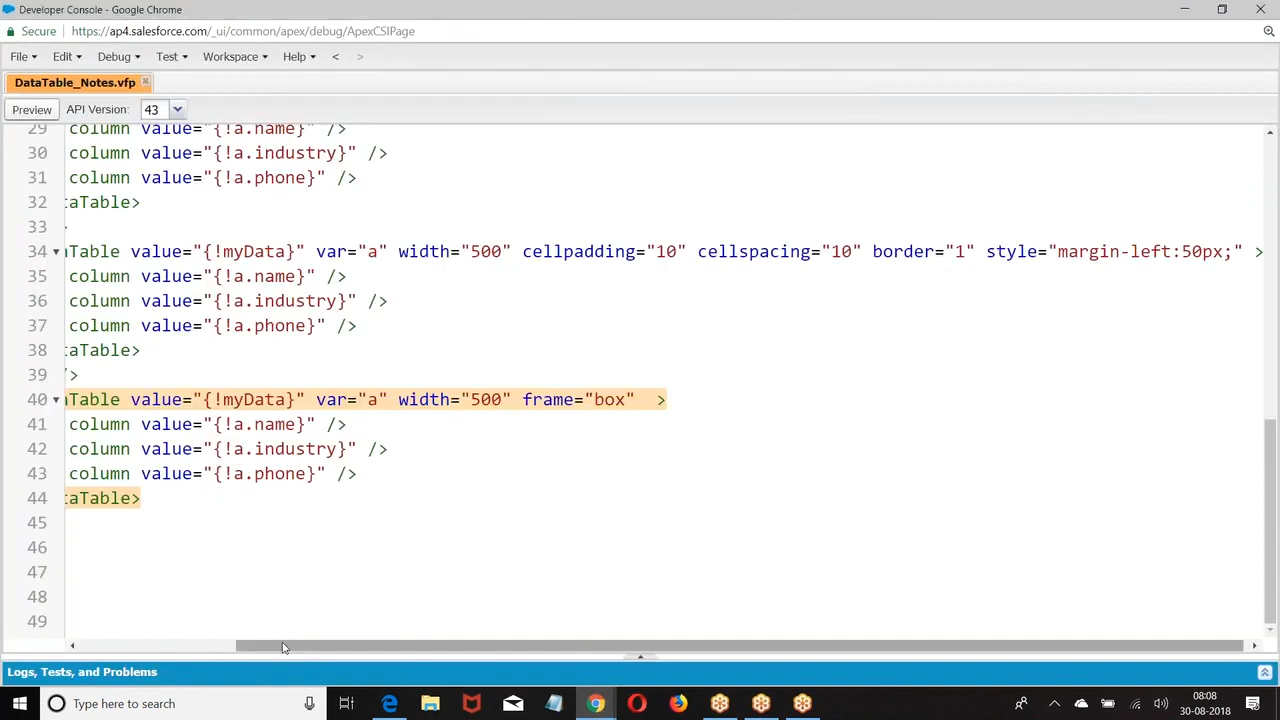 Developer Console - Google Chrome
Secure https://ap4.salesforce.com/_ui/common/apex/debug/ApexCSIPage
File Edit Debug Test Workspace Help < >
DataTable_Notes.vfp
Preview API Version: 43
29 column value="{!a.name}" />
30 column value="{!a.industry}" />
31 column value="{!a.phone}" />
32 taTable>
33 >
34 aTable value="{!myData}" var="a" width="500" cellpadding="10" cellspacing="10" border="1" style="margin-left:50px;" >
35 column value="{!a.name}" />
36 column value="{!a.industry}" />
37 column value="{!a.phone}" />
38 taTable>
39 />
40 aTable value="{!myData}" var="a" width="500" frame="box" >
41 column value="{!a.name}" />
42 column value="{!a.industry}" />
43 column value="{!a.phone}" />
44 taTable>
45
46
47
48
49
Logs, Tests, and Problems
Type here to search
08:08
30-08-2018